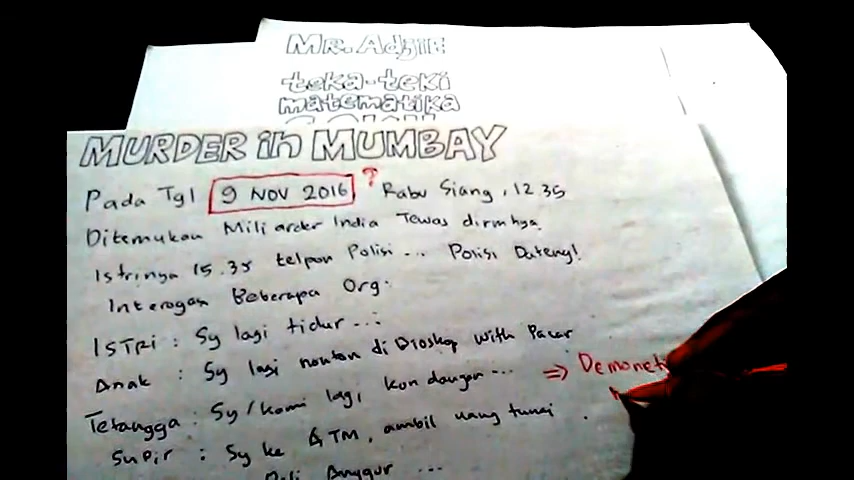 MR. Adjie
teka-teki
matematika
MURDER in MUMBAY
Pada Tgl 9 NOV 2016 ? Rabu Siang, 12 35
Ditemukan Miliarder India Tewas dirmhya.
Istrinya 15.35 telpon Polisi ... Polisi Dateng!
Interogasi Beberapa Org.
ISTRI : Sy lagi tidur ...
Anak : Sy lagi nonton di Bioskop with Pacar
Tetangga : Sy/kami lagi kondangan ... ⇒ Demoneti
Supir : Sy ke ATM, ambil uang tunai.
Beli Anggur ...